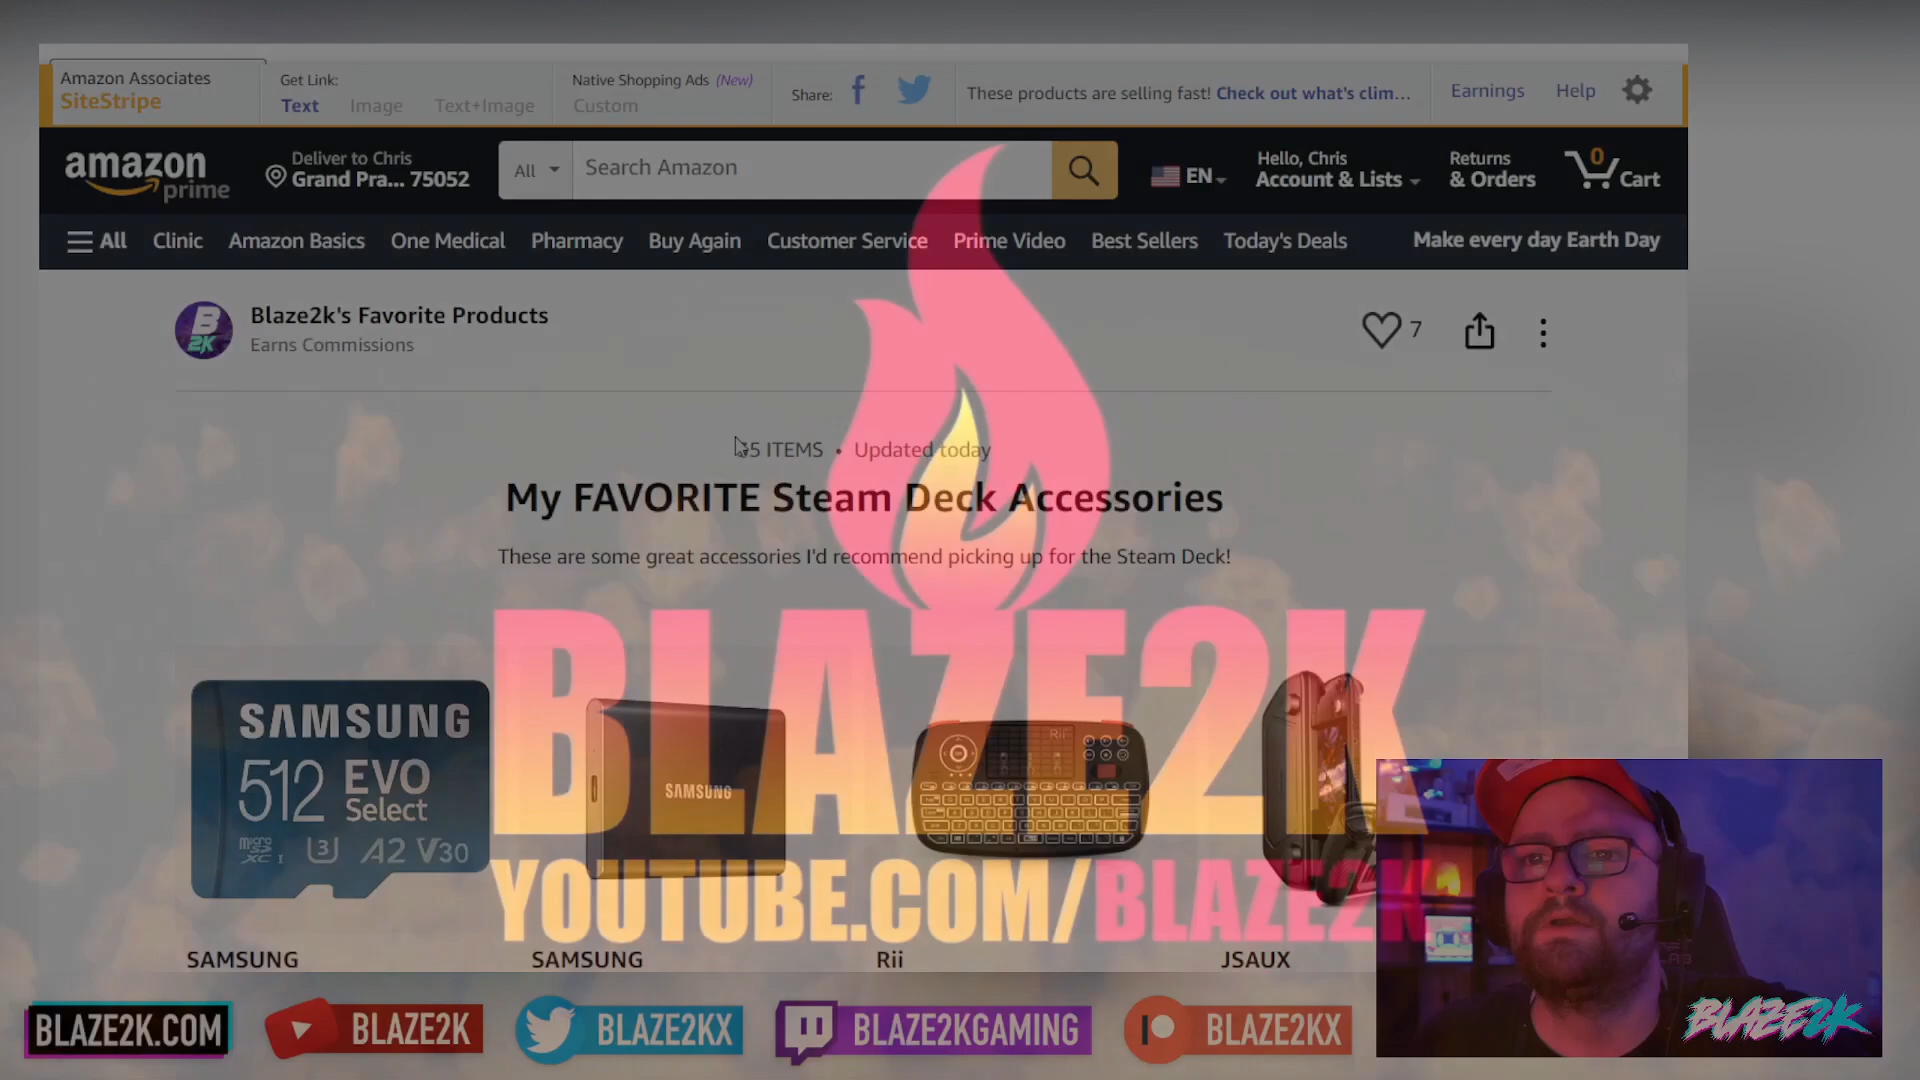 Amazon Associates
SiteStripe
Get Link:
Text Image Text+Image
Native Shopping Ads (New)
Custom
Share:
These products are selling fast! Check out what's clim...
Earnings Help
amazon
prime
Deliver to Chris
Grand Pra... 75052
All
Search Amazon
EN
Hello, Chris
Account & Lists
Returns
& Orders
0
Cart
All Clinic Amazon Basics One Medical Pharmacy Buy Again Customer Service Prime Video Best Sellers Today's Deals Make every day Earth Day
B
2K
Blaze2k's Favorite Products
Earns Commissions
7
ITEMS • Updated today
My FAVORITE Steam Deck Accessories
These are some great accessories I'd recommend picking up for the Steam Deck!
BLAZE2K
YOUTUBE.COM/BLAZE2K
SAMSUNG
512 EVO
Select
micro
SD
XC I U3 A2 V30
SAMSUNG
Rii
SAMSUNG SAMSUNG Rii JSAUX
BLAZE2K
BLAZE2K.COM BLAZE2K BLAZE2KX BLAZE2KGAMING BLAZE2KX